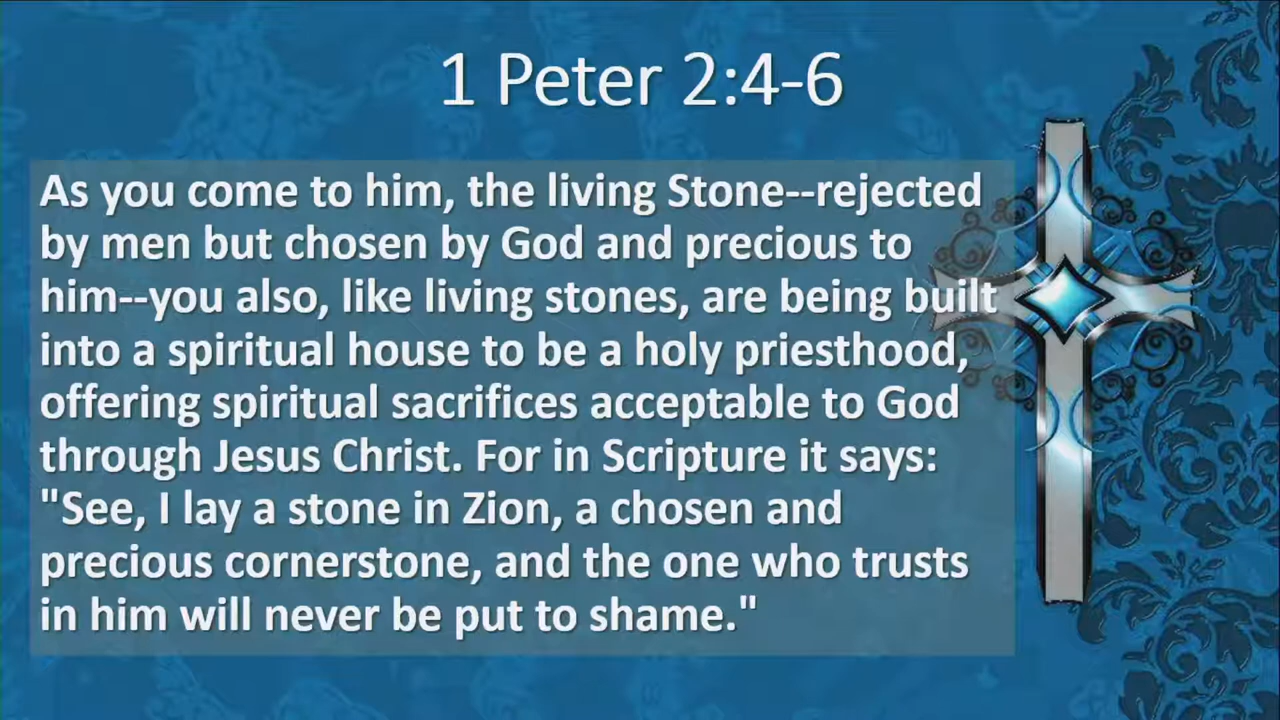 1 Peter 2:4-6
As you come to him, the living Stone--rejected
by men but chosen by God and precious to
him--you also, like living stones, are being built
into a spiritual house to be a holy priesthood,
offering spiritual sacrifices acceptable to God
through Jesus Christ. For in Scripture it says:
"See, I lay a stone in Zion, a chosen and
precious cornerstone, and the one who trusts
in him will never be put to shame."